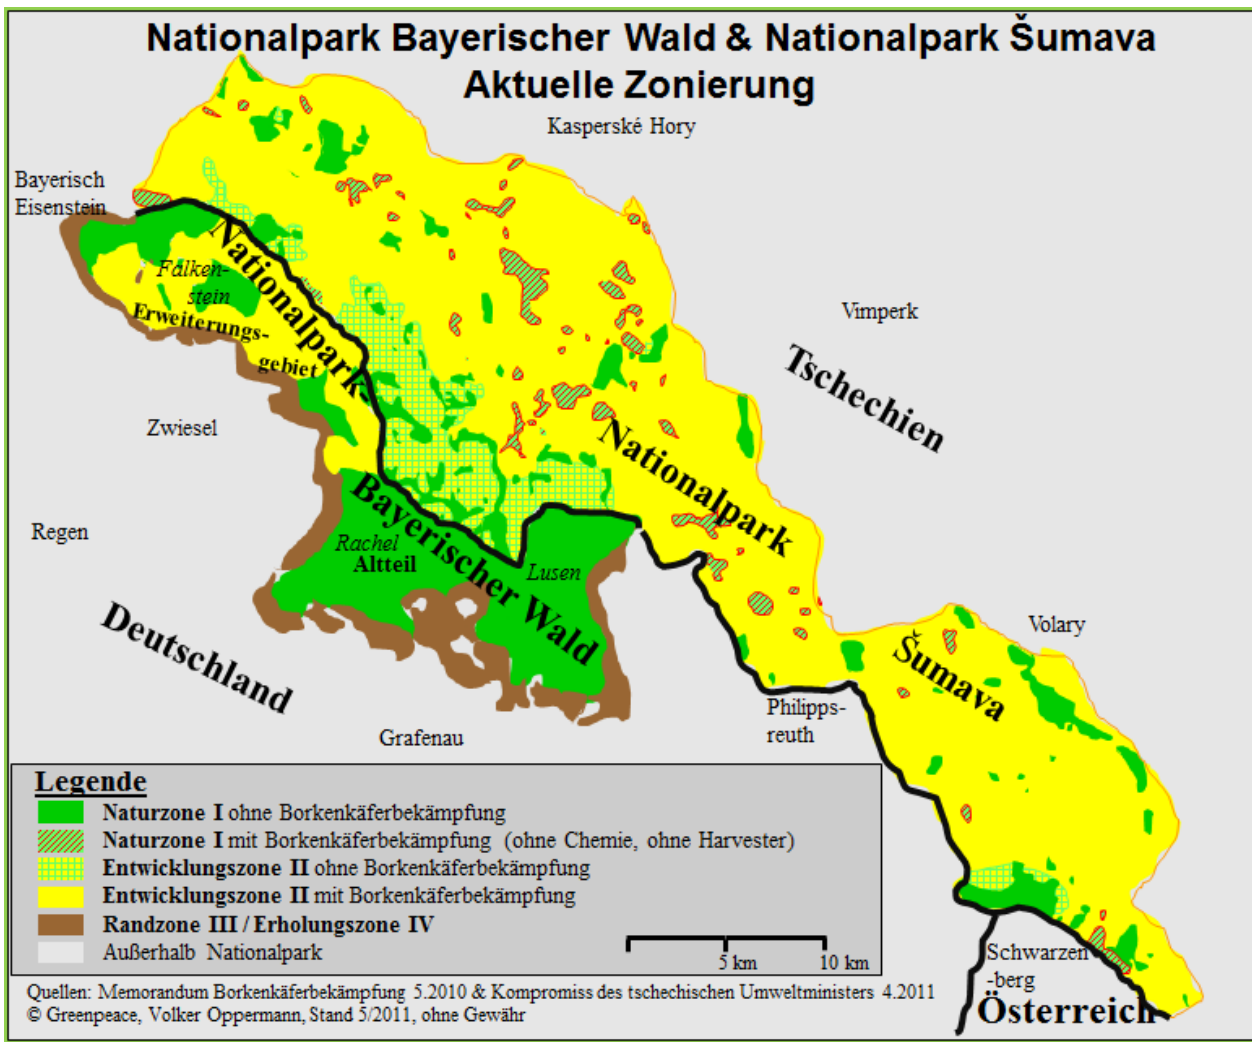 Nationalpark Bayerischer Wald & Nationalpark Šumava
Aktuelle Zonierung
Kasperské Hory
Bayerisch
Eisenstein
Falken-
stein
Erweiterungs-
gebiet
Nationalpark-
Bayerischer Wald
Vimperk
Tschechien
Zwiesel
Nationalpark
Šumava
Regen
Rachel
Altteil
Lusen
Deutschland
Volary
Grafenau
Philipps-
reuth
Legende
Naturzone I ohne Borkenkäferbekämpfung
Naturzone I mit Borkenkäferbekämpfung (ohne Chemie, ohne Harvester)
Entwicklungszone II ohne Borkenkäferbekämpfung
Entwicklungszone II mit Borkenkäferbekämpfung
Randzone III / Erholungszone IV
Außerhalb Nationalpark
5 km 10 km
Schwarzen
-berg
Österreich
Quellen: Memorandum Borkenkäferbekämpfung 5.2010 & Kompromiss des tschechischen Umweltministers 4.2011
© Greenpeace, Volker Oppermann, Stand 5/2011, ohne Gewähr